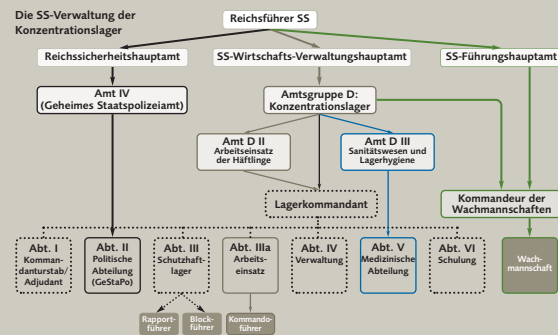 Die SS-Verwaltung der
Konzentrationslager
Reichsführer SS
Reichssicherheitshauptamt
SS-Wirtschafts-Verwaltungshauptamt
SS-Führungshauptamt
Amt IV
(Geheimes Staatspolizeiamt)
Amtsgruppe D:
Konzentrationslager
Amt D II
Arbeitseinsatz
der Häftlinge
Amt D III
Sanitätswesen und
Lagerhygiene
Lagerkommandant
Kommandeur der
Wachmannschaften
Abt. I
Komman-
danturstab/
Adjudant
Abt. II
Politische
Abteilung
(GeStaPo)
Abt. III
Schutzhaft-
lager
Abt. IIIa
Arbeits-
einsatz
Abt. IV
Verwaltung
Abt. V
Medizinische
Abteilung
Abt. VI
Schulung
Wach-
mannschaft
Rapport-
führer
Block-
führer
Kommando-
führer